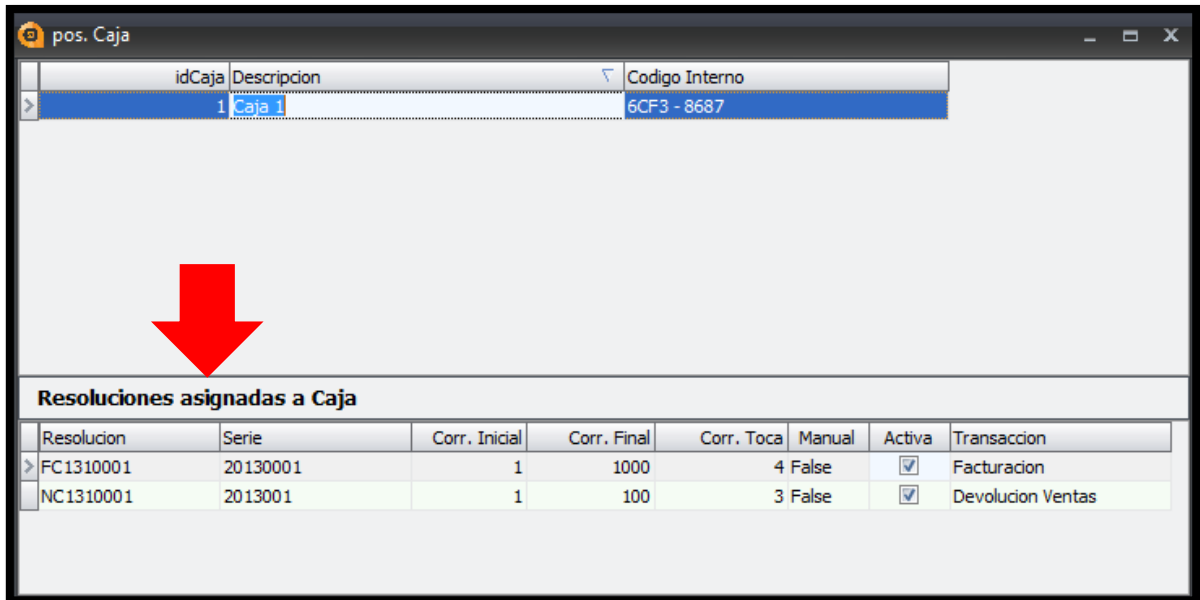 pos. Caja
idCaja Descripcion Codigo Interno
1 Caja 1 6CF3 - 8687
Resoluciones asignadas a Caja
Resolucion Serie Corr. Inicial Corr. Final Corr. Toca Manual Activa Transaccion
FC1310001 20130001 1 1000 4 False Facturacion
NC1310001 2013001 1 100 3 False Devolucion Ventas